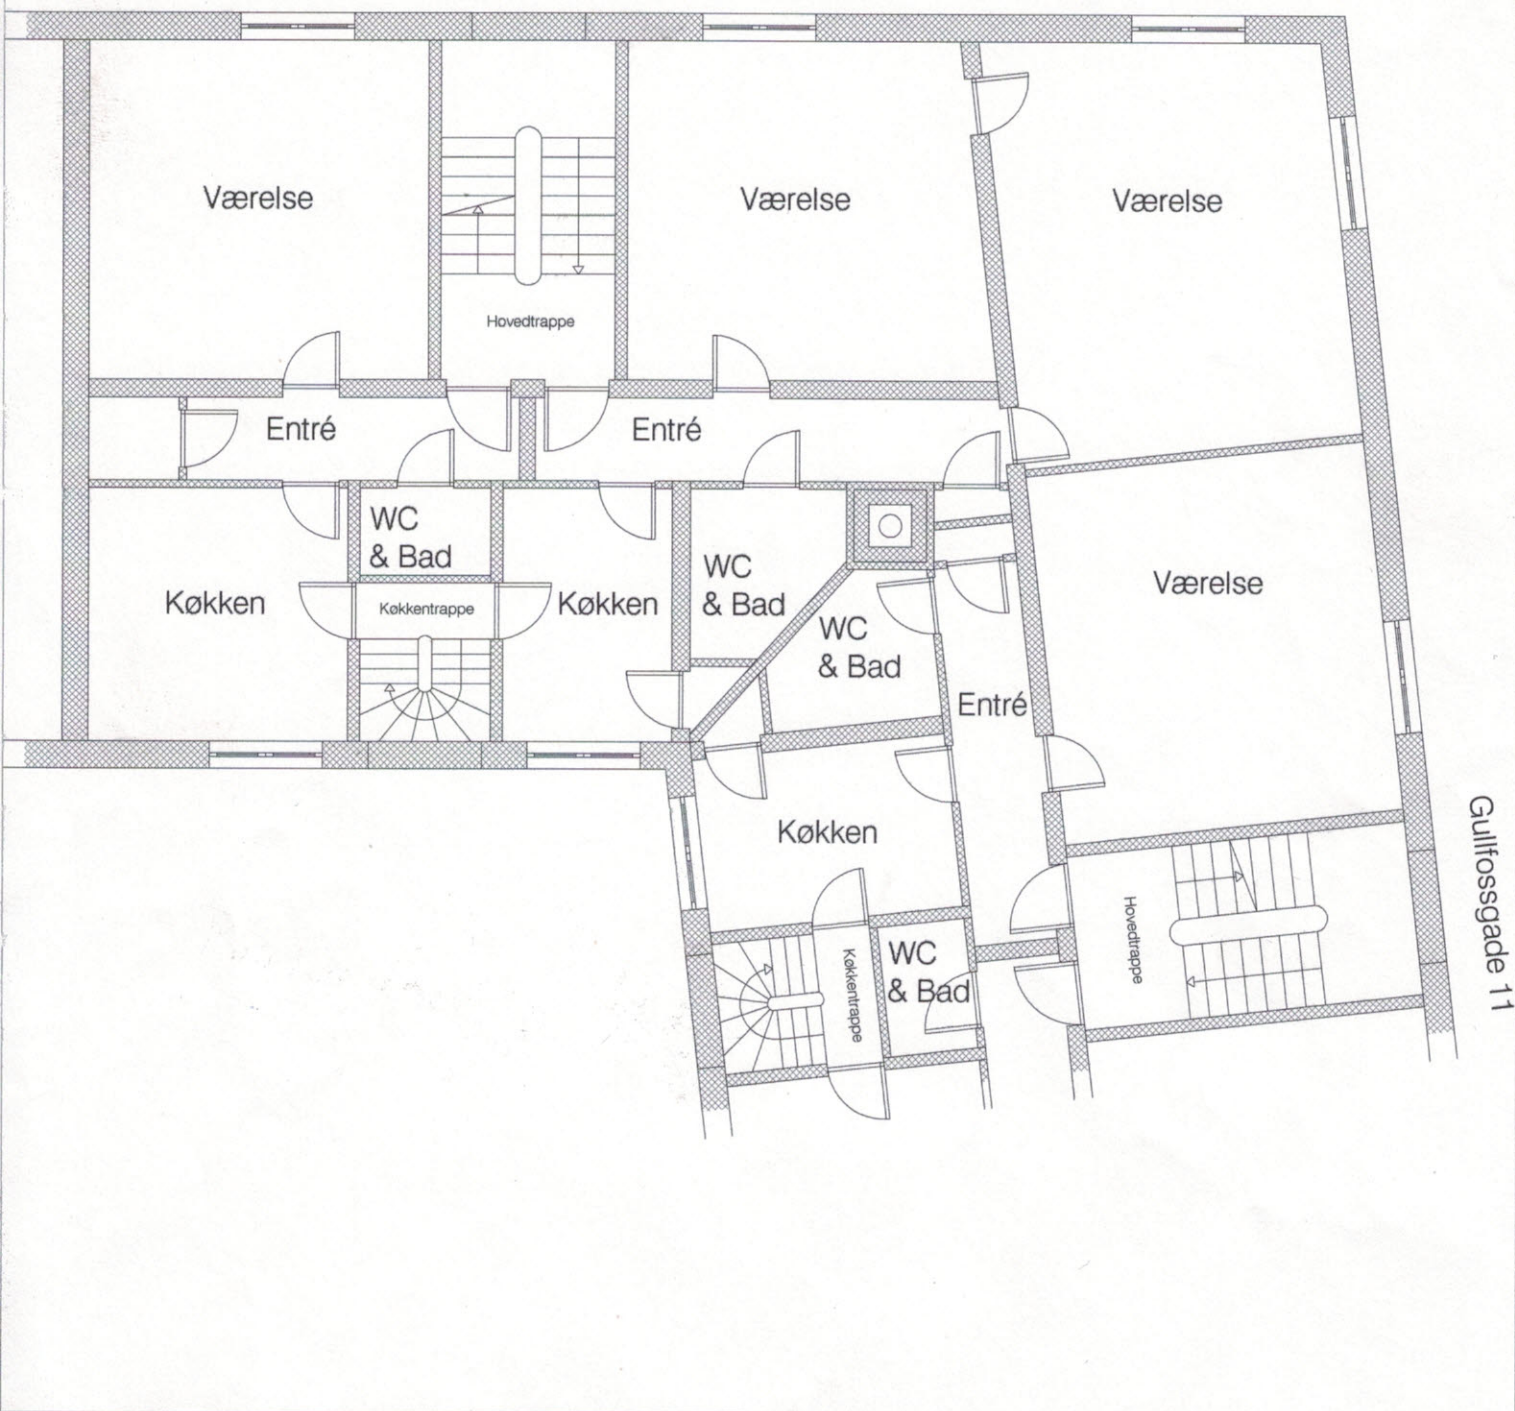 Værelse
Værelse
Værelse
Hovedtrappe
Entré
Entré
WC
& Bad
WC
& Bad
Værelse
Køkken
Køkkentrappe
Køkken
WC
& Bad
Entré
Køkken
Gullfossgade 11
Hovedtrappe
Køkkentrappe
WC
& Bad